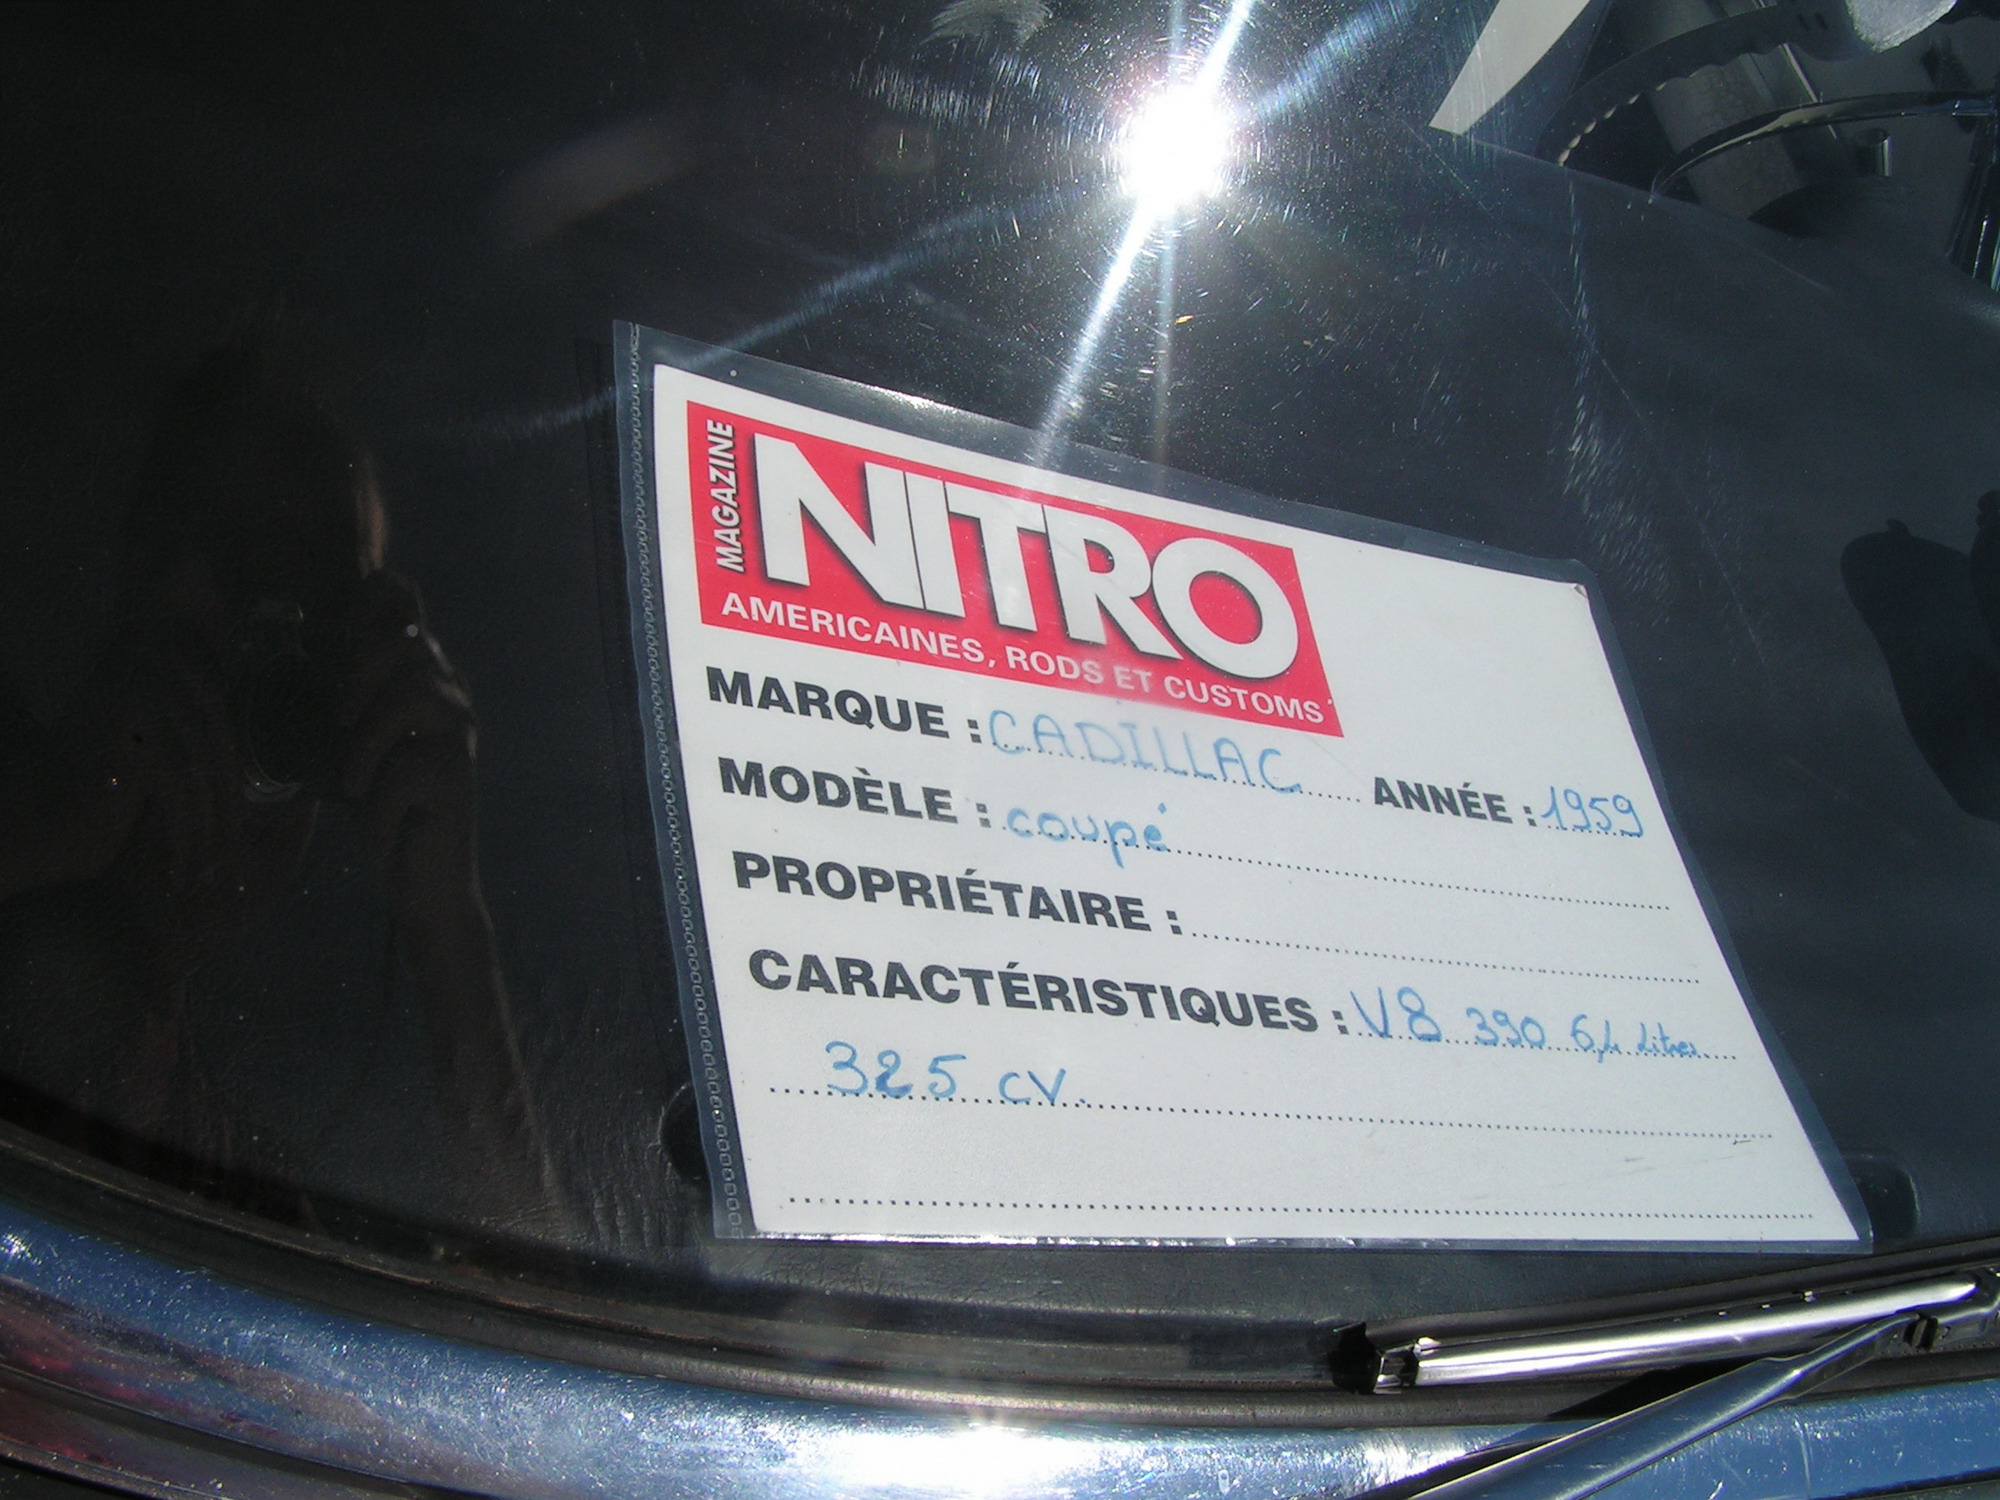 MAGAZINE
NITRO
AMERICAINES, RODS ET CUSTOMS
MARQUE : CADILLAC ANNÉE : 1959
MODÈLE : coupé
PROPRIÉTAIRE :
CARACTÉRISTIQUES : V8 390 6,4 Litres
325 CV.